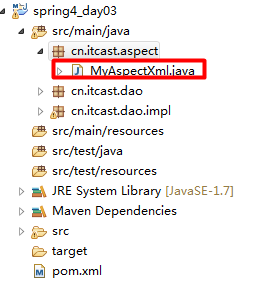 spring4_day03
src/main/java
cn.itcast.aspect
MyAspectXml.java
cn.itcast.dao
cn.itcast.dao.impl
src/main/resources
src/test/java
src/test/resources
JRE System Library [JavaSE-1.7]
Maven Dependencies
src
target
pom.xml